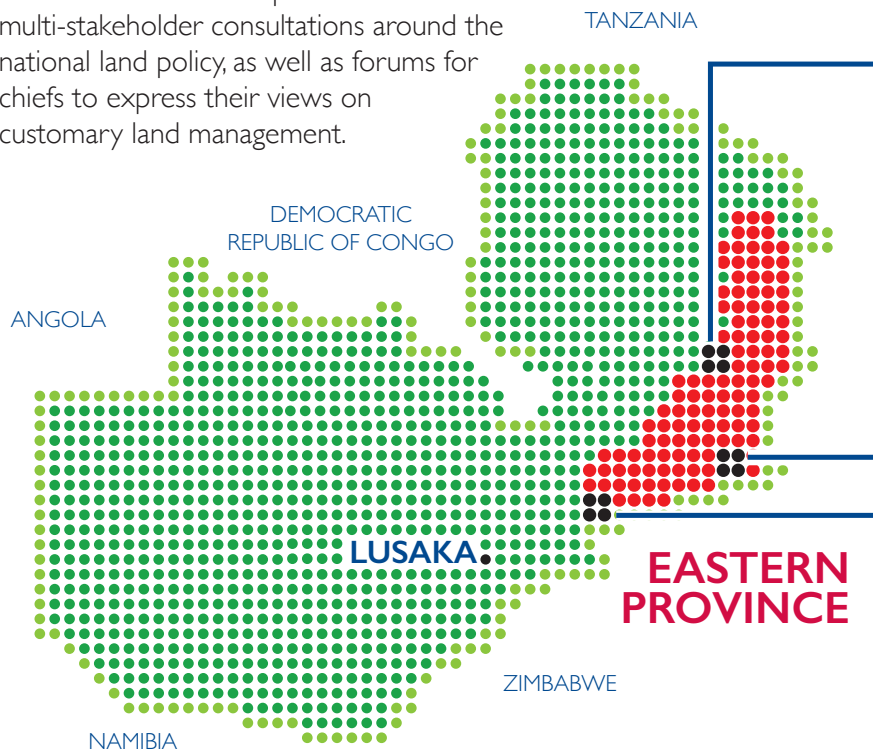 multi-stakeholder consultations around the
national land policy, as well as forums for
chiefs to express their views on
customary land management.
TANZANIA
DEMOCRATIC
REPUBLIC OF CONGO
ANGOLA
LUSAKA
EASTERN
PROVINCE
ZIMBABWE
NAMIBIA